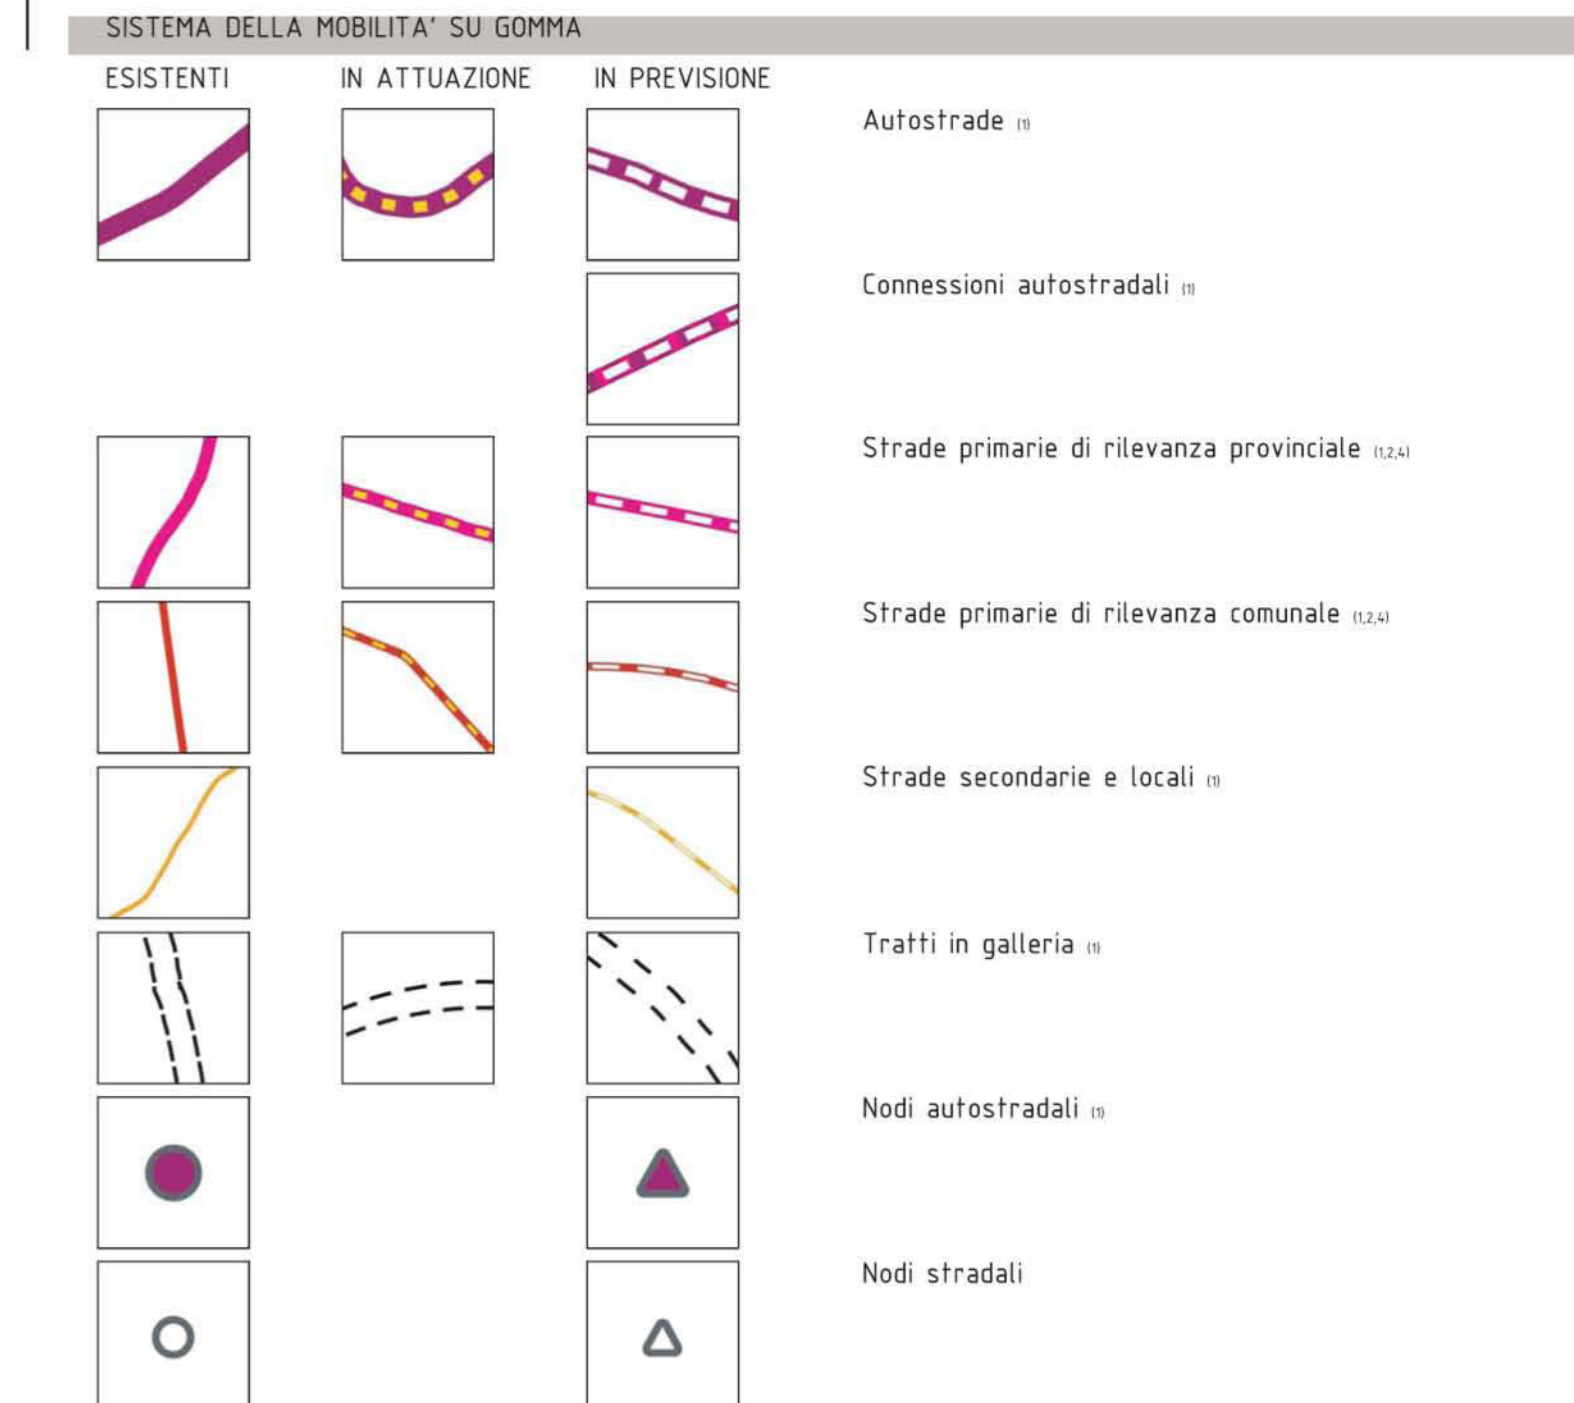 SISTEMA DELLA MOBILITA' SU GOMMA
ESISTENTI IN ATTUAZIONE IN PREVISIONE
Autostrade (1)
Connessioni autostradali (1)
Strade primarie di rilevanza provinciale (1,2,4)
Strade primarie di rilevanza comunale (1,2,4)
Strade secondarie e locali (1)
Tratti in galleria (1)
Nodi autostradali (1)
Nodi stradali